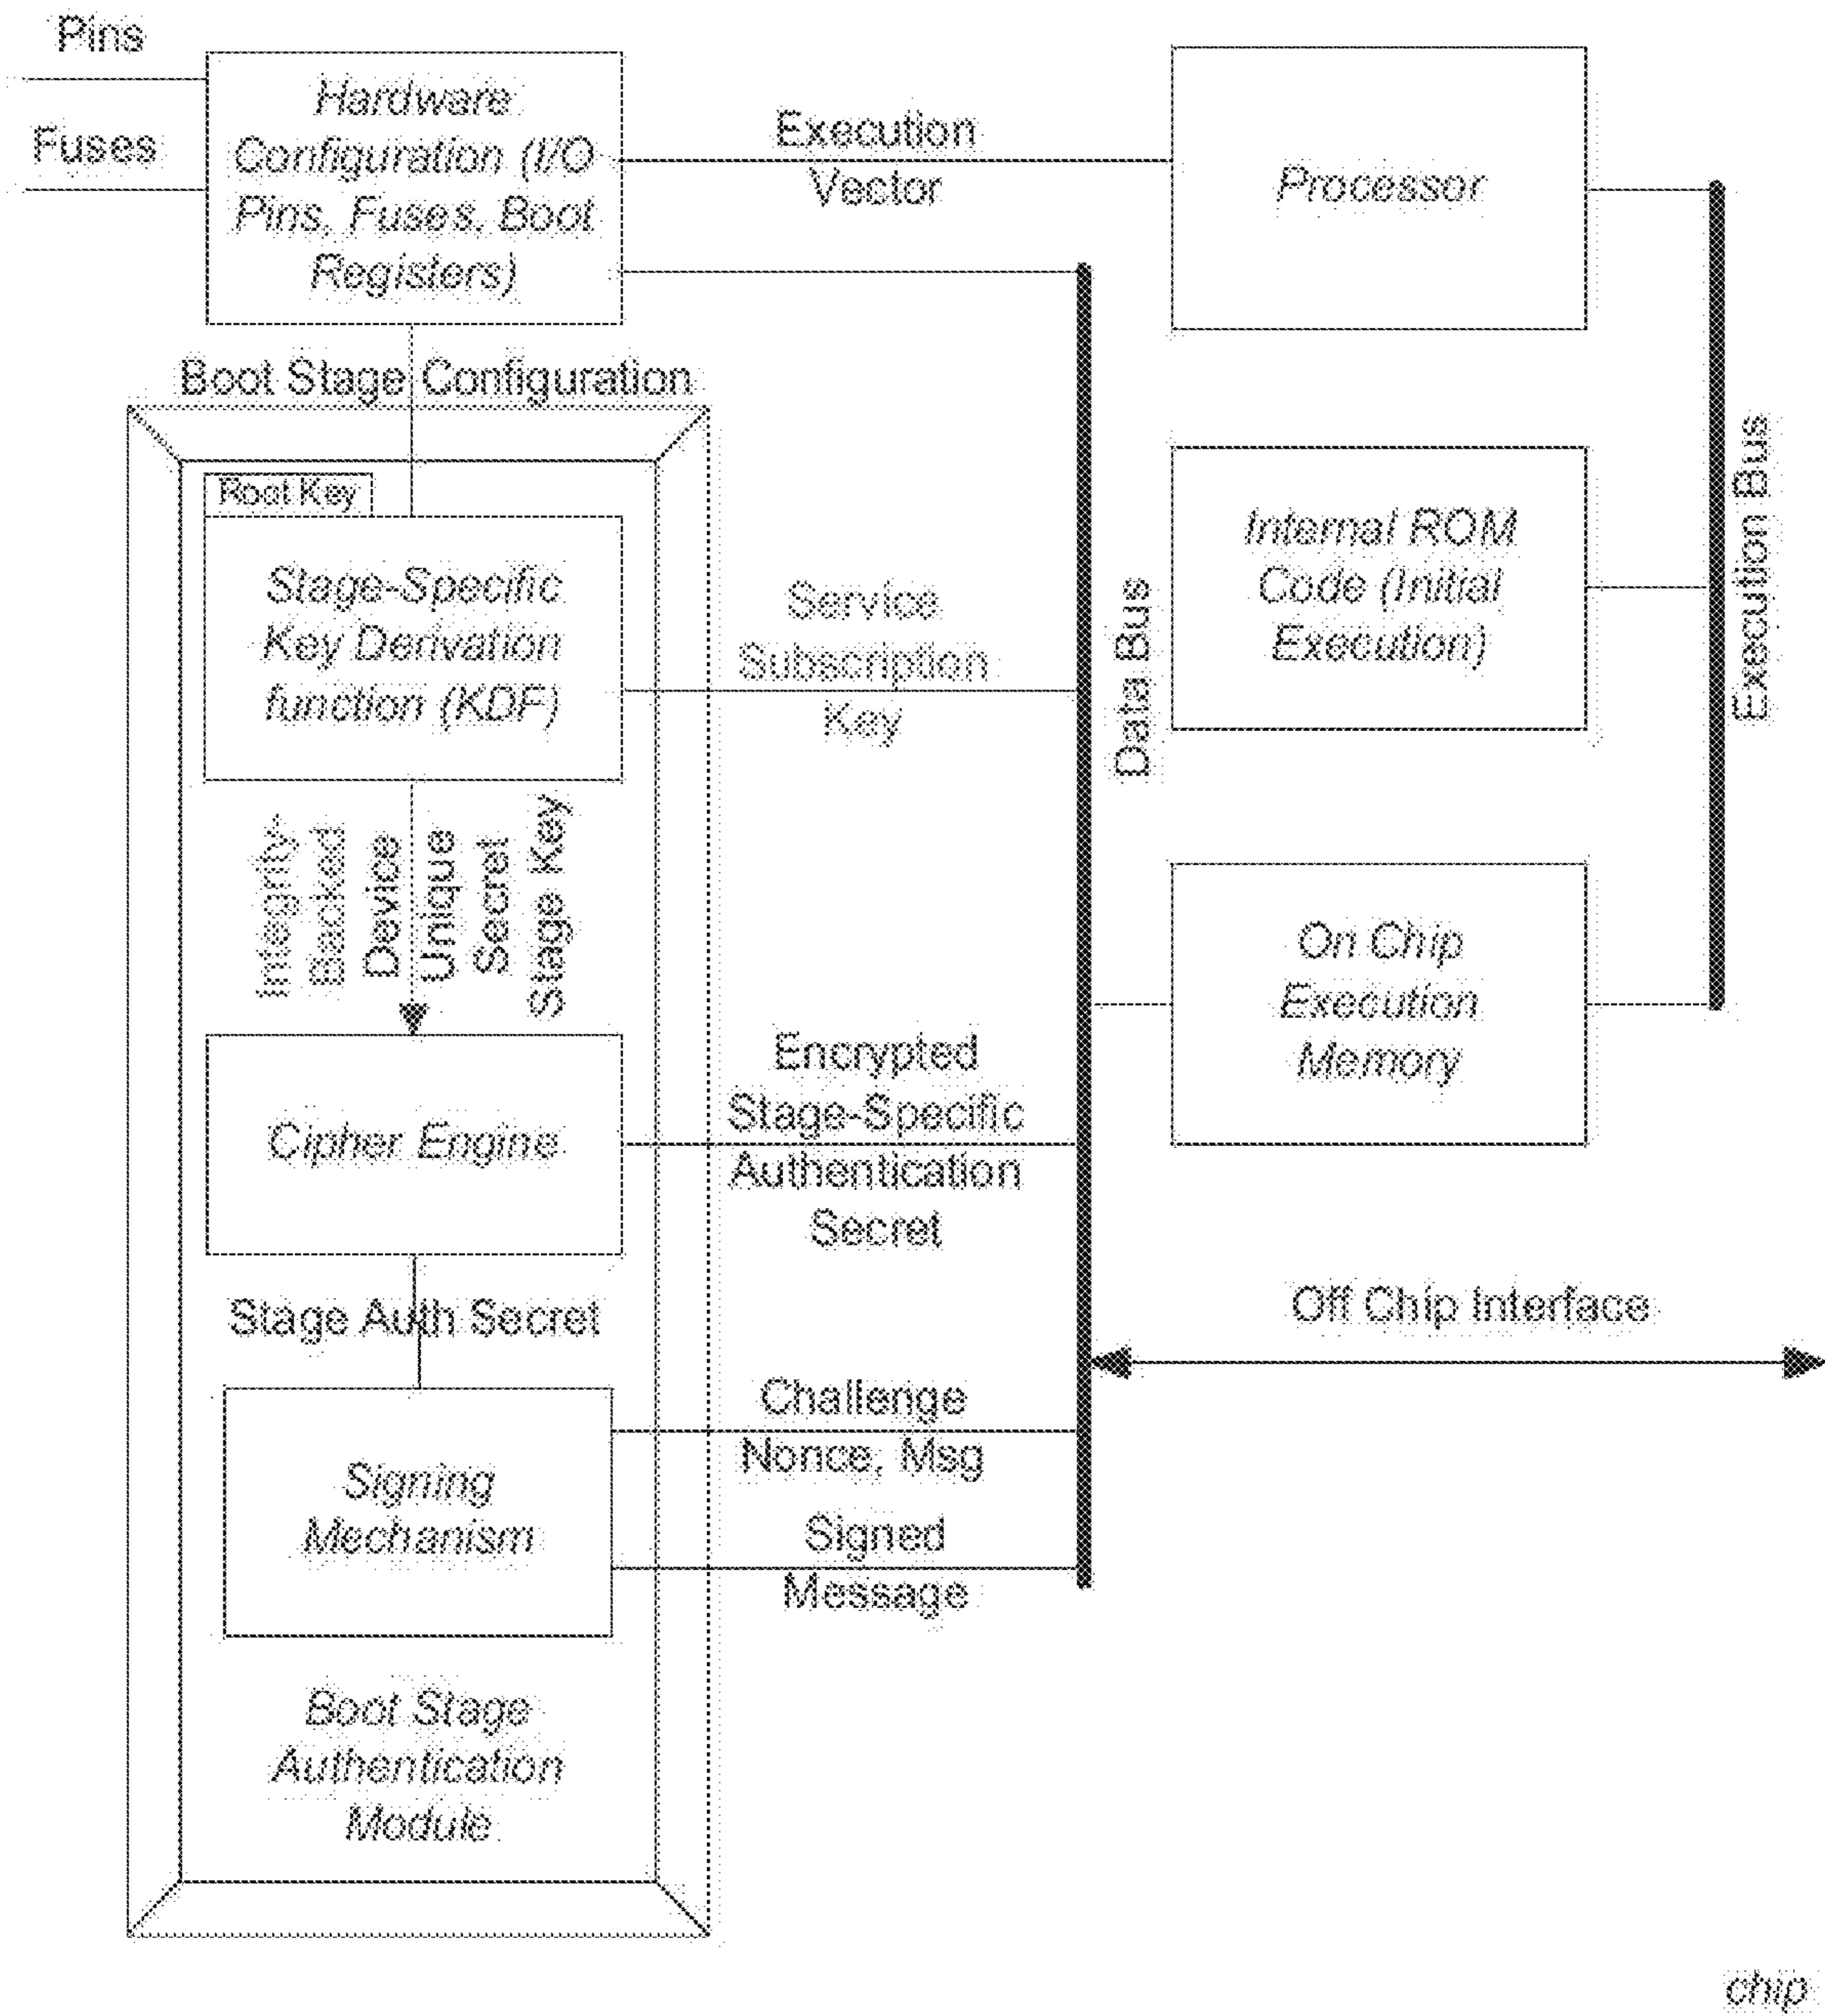 Pins
Fuses
Hardware
Configuration (I/O
Pins, Fuses, Boot
Registers)
Execution
Vector
Processor
Boot Stage Configuration
Root Key
Stage-Specific
Key Derivation
function (KDF)
Service
Subscription
Key
Data Bus
Internal ROM
Code (Initial
Execution)
Execution Bus
Integrity-
Backed
Device
Unique
Secret
Stage Key
On Chip
Execution
Memory
Cipher Engine
Encrypted
Stage-Specific
Authentication
Secret
Stage Auth Secret
Off Chip Interface
Signing
Mechanism
Challenge
Nonce, Msg
Signed
Message
Boot Stage
Authentication
Module
chip